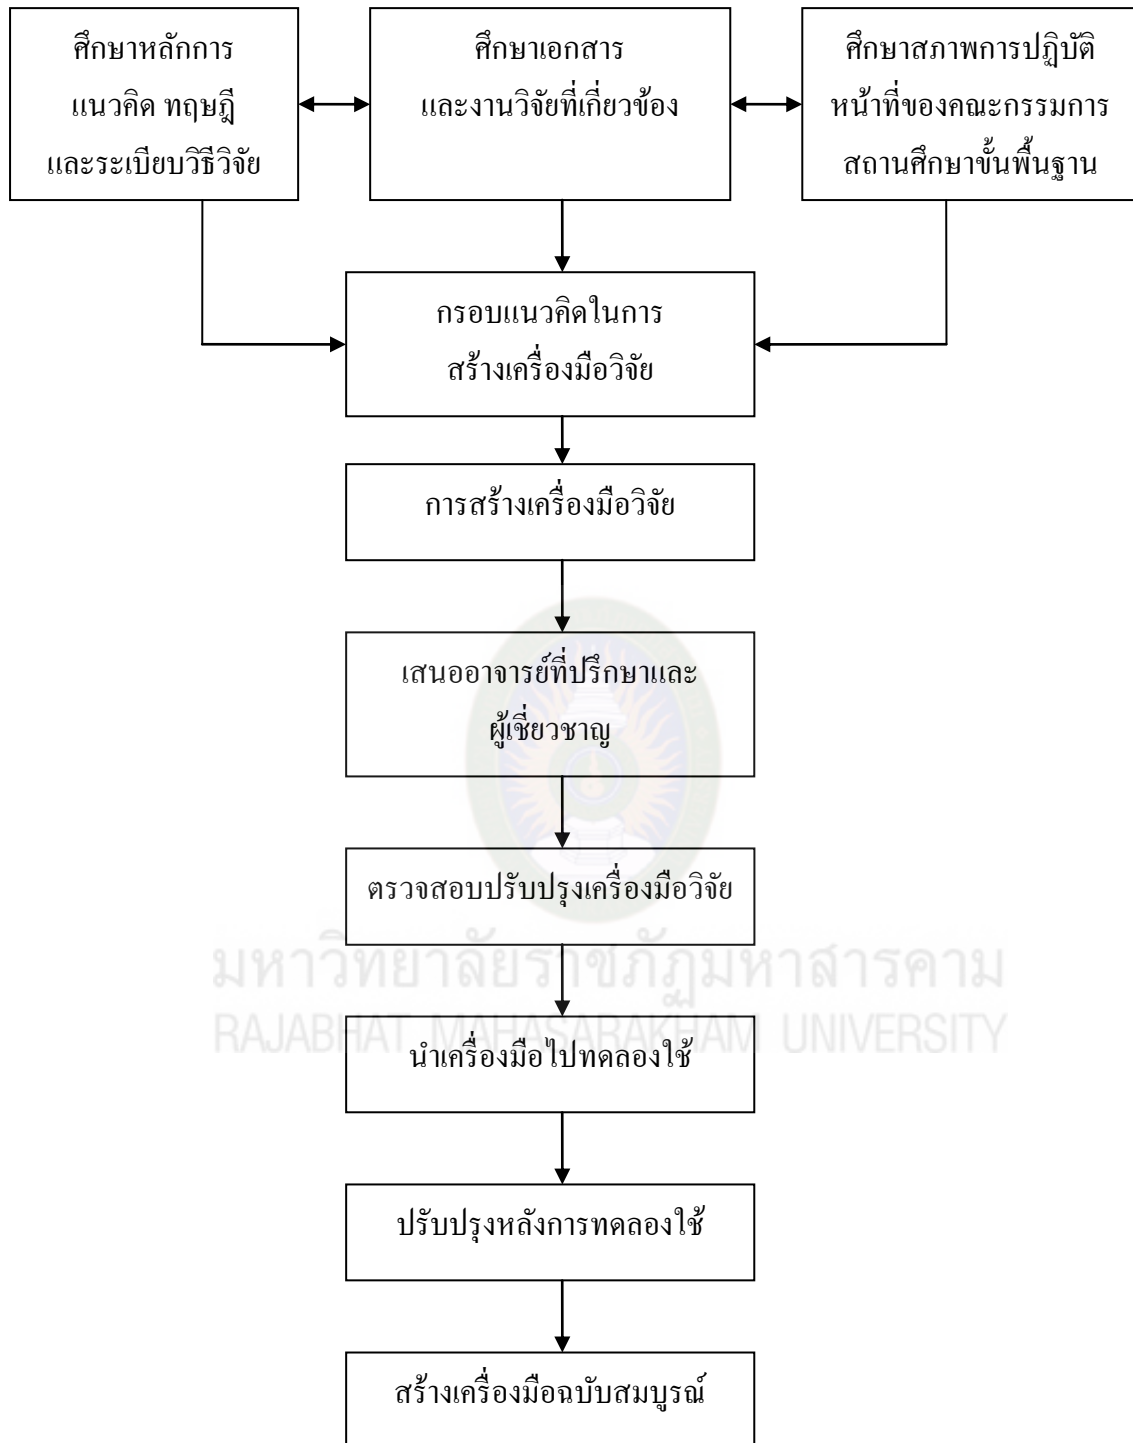 ศึกษาหลักการ
แนวคิด ทฤษฎี
และระเบียบวิธีวิจัย
ศึกษาเอกสาร
และงานวิจัยที่เกี่ยวข้อง
ศึกษาสภาพการปฏิบัติ
หน้าที่ของคณะกรรมการ
สถานศึกษาขั้นพื้นฐาน
กรอบแนวคิดในการ
สร้างเครื่องมือวิจัย
การสร้างเครื่องมือวิจัย
เสนออาจารย์ที่ปรึกษาและ
ผู้เชี่ยวชาญ
ตรวจสอบปรับปรุงเครื่องมือวิจัย
มหาวิทยาลัยราชภัฏมหาสารคาม
RAJABHAT MAHASARAKHAM UNIVERSITY
นำเครื่องมือไปทดลองใช้
ปรับปรุงหลังการทดลองใช้
สร้างเครื่องมือฉบับสมบูรณ์